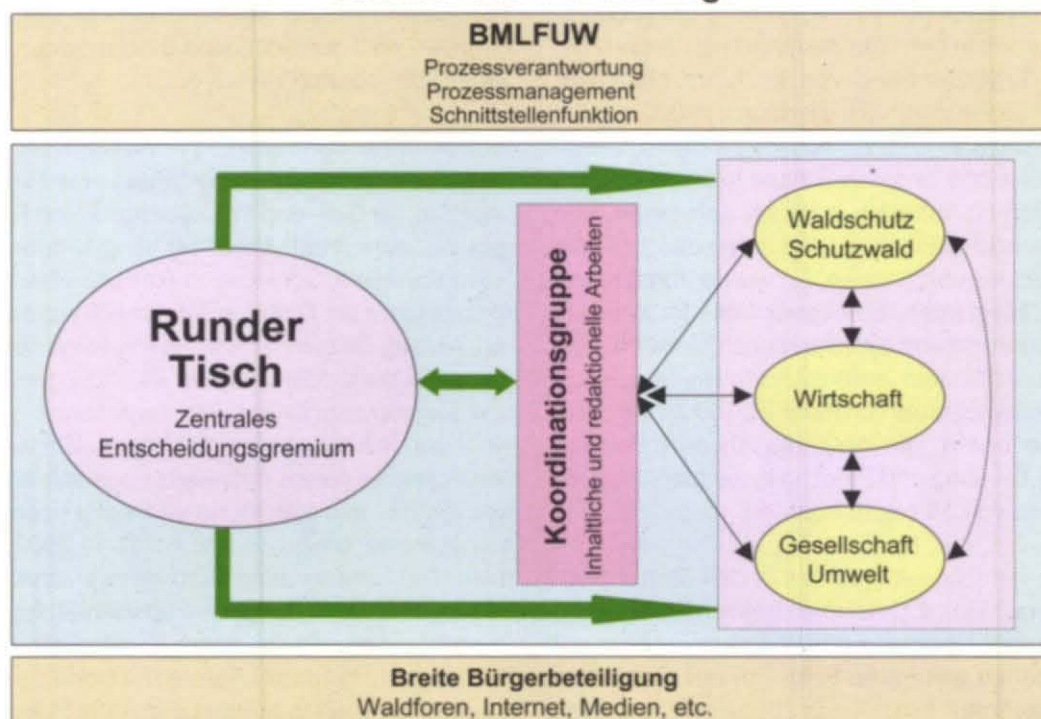 BMLFUW
Prozessverantwortung
Prozessmanagement
Schnittstellenfunktion
Runder
Tisch
Zentrales
Entscheidungsgremium
Koordinationsgruppe
Inhaltliche und redaktionelle Arbeiten
Waldschutz
Schutzwald
Wirtschaft
Gesellschaft
Umwelt
Breite Bürgerbeteiligung
Waldforen, Internet, Medien, etc.